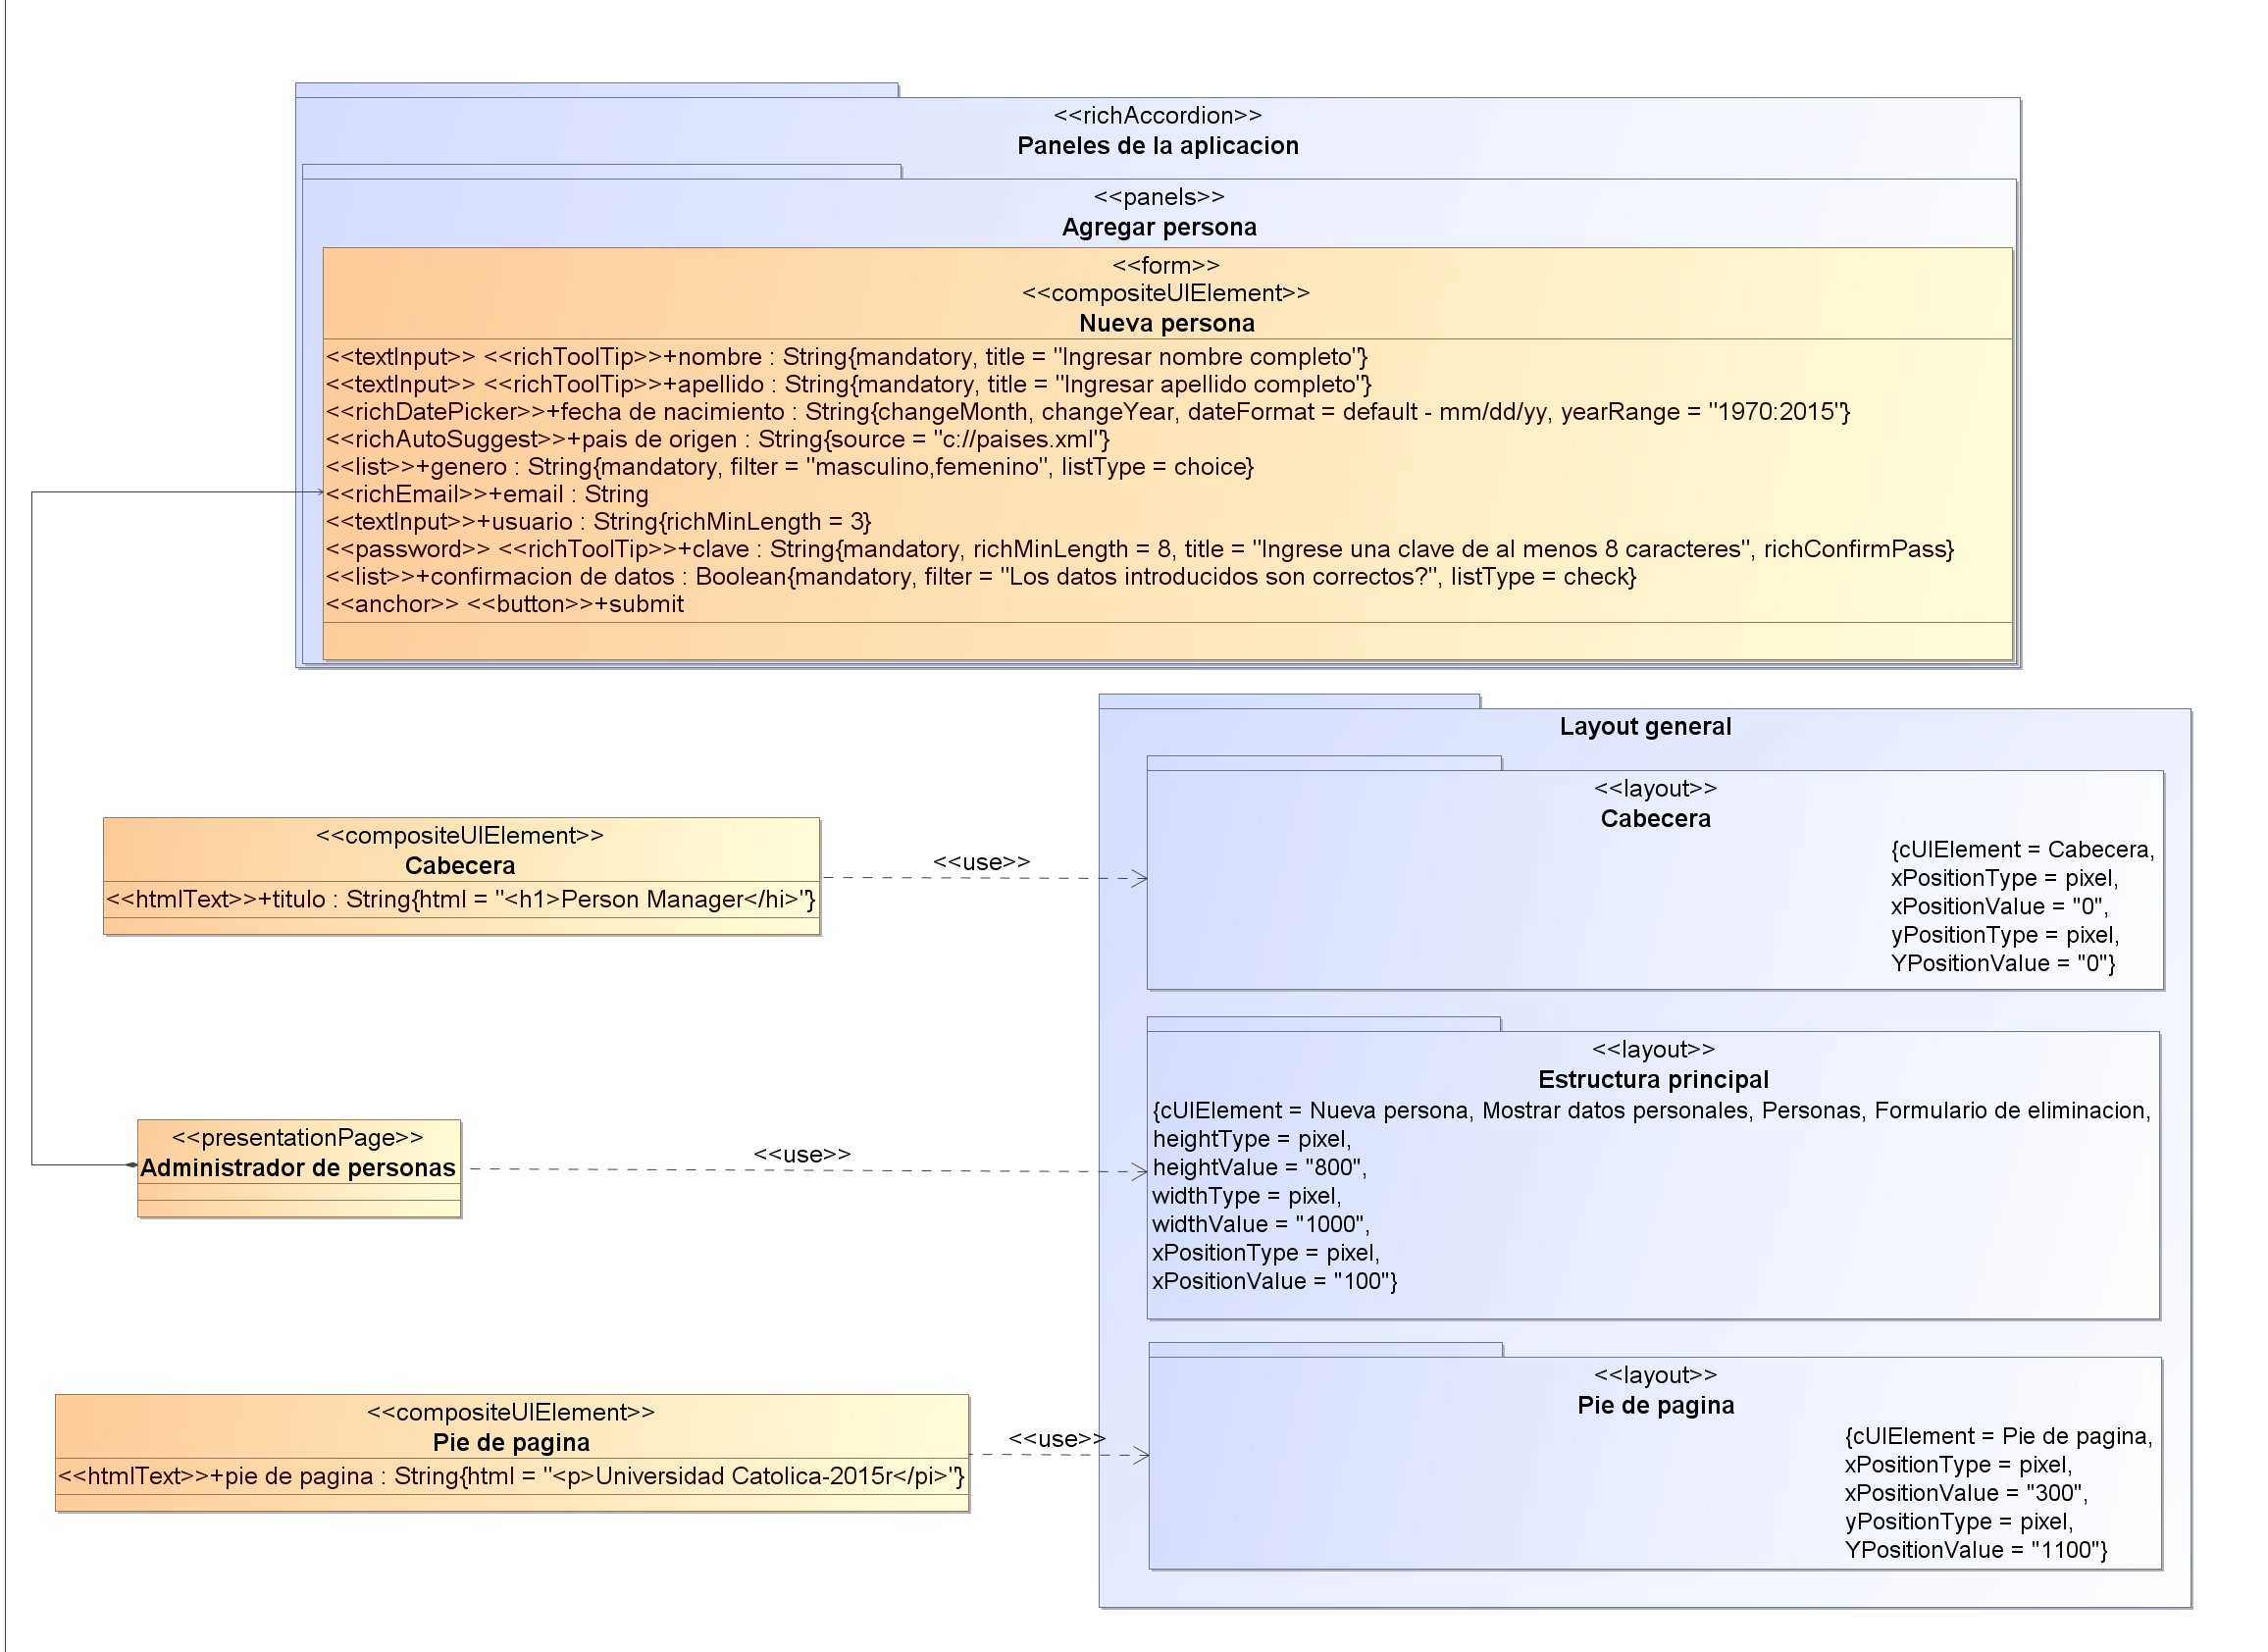 <<richAccordion>>
Paneles de la aplicacion
<<panels>>
Agregar persona
<<form>>
<<compositeUIElement>>
Nueva persona
<<textInput>> <<richToolTip>>+nombre : String{mandatory, title = "Ingresar nombre completo"}
<<textInput>> <<richToolTip>>+apellido : String{mandatory, title = "Ingresar apellido completo"}
<<richDatePicker>>+fecha de nacimiento : String{changeMonth, changeYear, dateFormat = default - mm/dd/yy, yearRange = "1970:2015"}
<<richAutoSuggest>>+pais de origen : String{source = "c://paises.xml"}
<<list>>+genero : String{mandatory, filter = "masculino,femenino", listType = choice}
<<richEmail>>+email : String
<<textInput>>+usuario : String{richMinLength = 3}
<<password>> <<richToolTip>>+clave : String{mandatory, richMinLength = 8, title = "Ingrese una clave de al menos 8 caracteres", richConfirmPass}
<<list>>+confirmacion de datos : Boolean{mandatory, filter = "Los datos introducidos son correctos?", listType = check}
<<anchor>> <<button>>+submit
Layout general
<<layout>>
Cabecera
{cUIElement = Cabecera,
xPositionType = pixel,
xPositionValue = "0",
yPositionType = pixel,
YPositionValue = "0"}
<<compositeUIElement>>
Cabecera
<<htmlText>>+titulo : String{html = "<h1>Person Manager</hi>"}
<<use>>
<<layout>>
Estructura principal
{cUIElement = Nueva persona, Mostrar datos personales, Personas, Formulario de eliminacion,
heightType = pixel,
heightValue = "800",
widthType = pixel,
widthValue = "1000",
xPositionType = pixel,
xPositionValue = "100"}
<<presentationPage>>
Administrador de personas
<<use>>
<<layout>>
Pie de pagina
{cUIElement = Pie de pagina,
xPositionType = pixel,
xPositionValue = "300",
yPositionType = pixel,
YPositionValue = "1100"}
<<compositeUIElement>>
Pie de pagina
<<htmlText>>+pie de pagina : String{html = "<p>Universidad Catolica-2015r</pi>"}
<<use>>